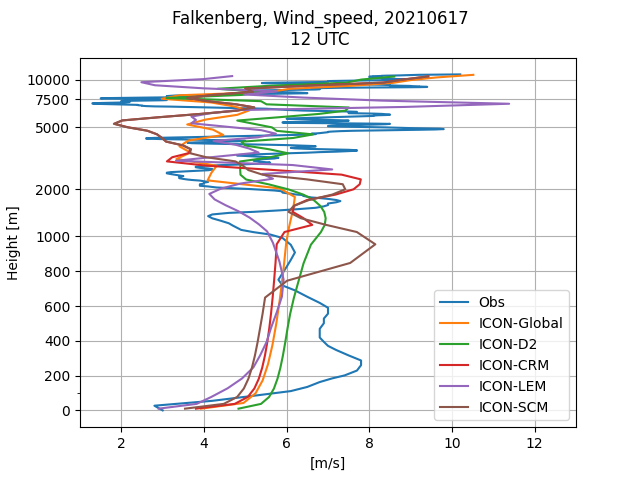 Falkenberg, Wind_speed, 20210617
12 UTC
10000
7500
5000
2000
1000
800
600
400
200
0
Height [m]
2 4 6 8 10 12
[m/s]
Obs
ICON-Global
ICON-D2
ICON-CRM
ICON-LEM
ICON-SCM